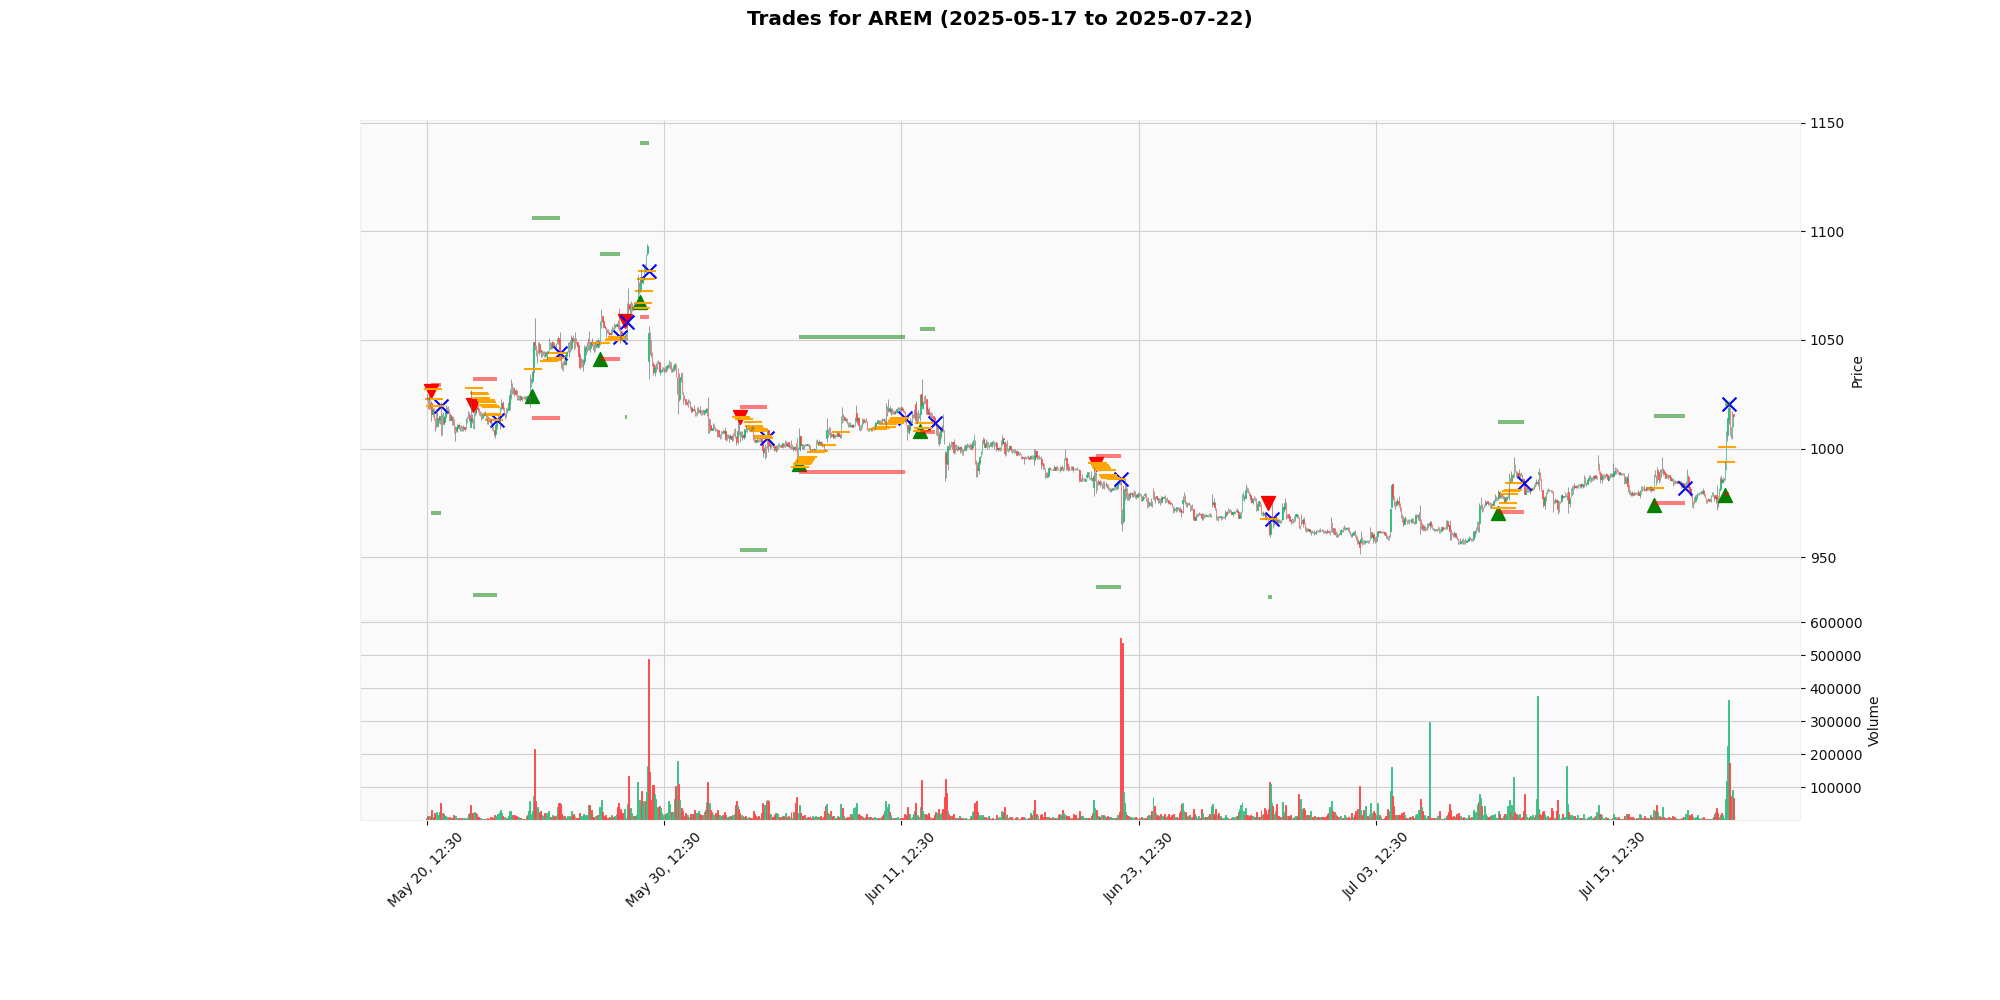 Trades for AREM (2025-05-17 to 2025-07-22)
1150
1100
1050
1000
950
Price
600000
500000
400000
300000
200000
100000
Volume
May 20, 12:30
May 30, 12:30
Jun 11, 12:30
Jun 23, 12:30
Jul 03, 12:30
Jul 15, 12:30